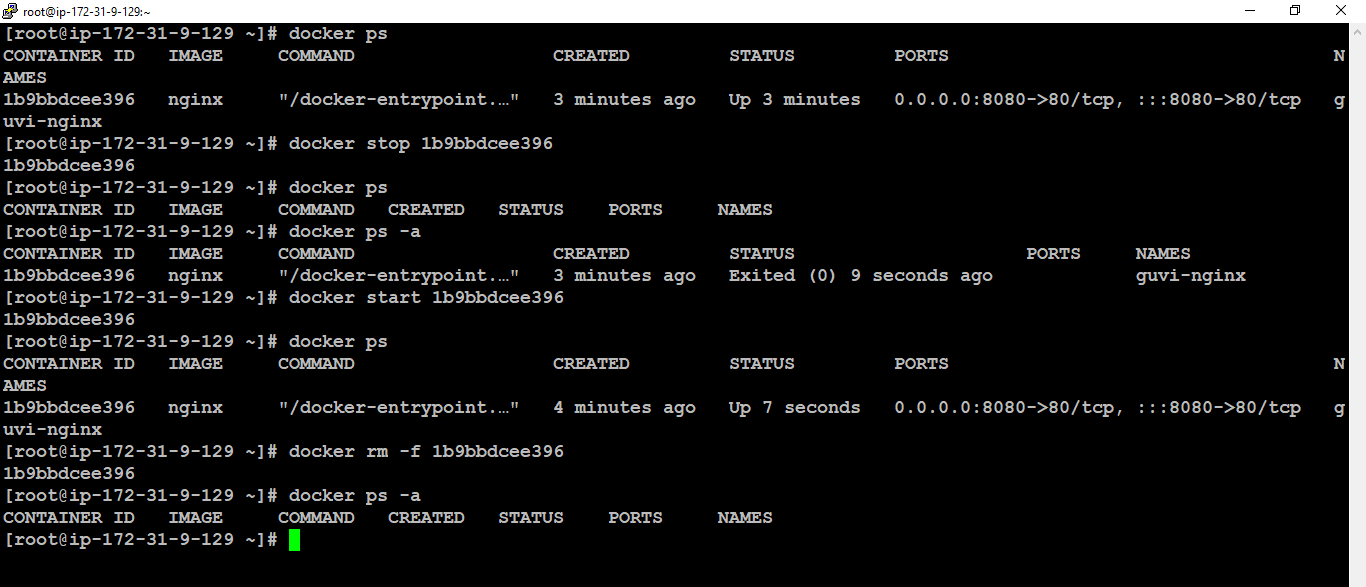 root@ip-172-31-9-129:~
[root@ip-172-31-9-129 ~]# docker ps
CONTAINER ID   IMAGE     COMMAND                  CREATED         STATUS         PORTS                                   N
AMES
1b9bbdcee396   nginx     "/docker-entrypoint.…"   3 minutes ago   Up 3 minutes   0.0.0.0:8080->80/tcp, :::8080->80/tcp   g
uvi-nginx
[root@ip-172-31-9-129 ~]# docker stop 1b9bbdcee396
1b9bbdcee396
[root@ip-172-31-9-129 ~]# docker ps
CONTAINER ID   IMAGE     COMMAND   CREATED   STATUS    PORTS     NAMES
[root@ip-172-31-9-129 ~]# docker ps -a
CONTAINER ID   IMAGE     COMMAND                  CREATED         STATUS                     PORTS     NAMES
1b9bbdcee396   nginx     "/docker-entrypoint.…"   3 minutes ago   Exited (0) 9 seconds ago             guvi-nginx
[root@ip-172-31-9-129 ~]# docker start 1b9bbdcee396
1b9bbdcee396
[root@ip-172-31-9-129 ~]# docker ps
CONTAINER ID   IMAGE     COMMAND                  CREATED         STATUS         PORTS                                   N
AMES
1b9bbdcee396   nginx     "/docker-entrypoint.…"   4 minutes ago   Up 7 seconds   0.0.0.0:8080->80/tcp, :::8080->80/tcp   g
uvi-nginx
[root@ip-172-31-9-129 ~]# docker rm -f 1b9bbdcee396
1b9bbdcee396
[root@ip-172-31-9-129 ~]# docker ps -a
CONTAINER ID   IMAGE     COMMAND   CREATED   STATUS    PORTS     NAMES
[root@ip-172-31-9-129 ~]#